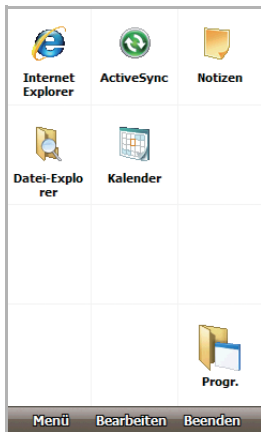 Internet ActiveSync Notizen
Explorer
Datei-Explo Kalender
rer
Progr.
Menü Bearbeiten Beenden